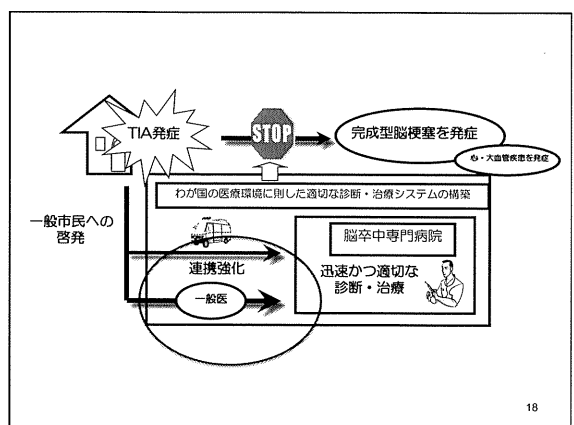 TIA発症
STOP
完成型脳梗塞を発症
心・大血管疾患を発症
わが国の医療環境に則した適切な診断・治療システムの構築
一般市民への
啓発
連携強化
一般医
脳卒中専門病院
迅速かつ適切な
診断・治療
18